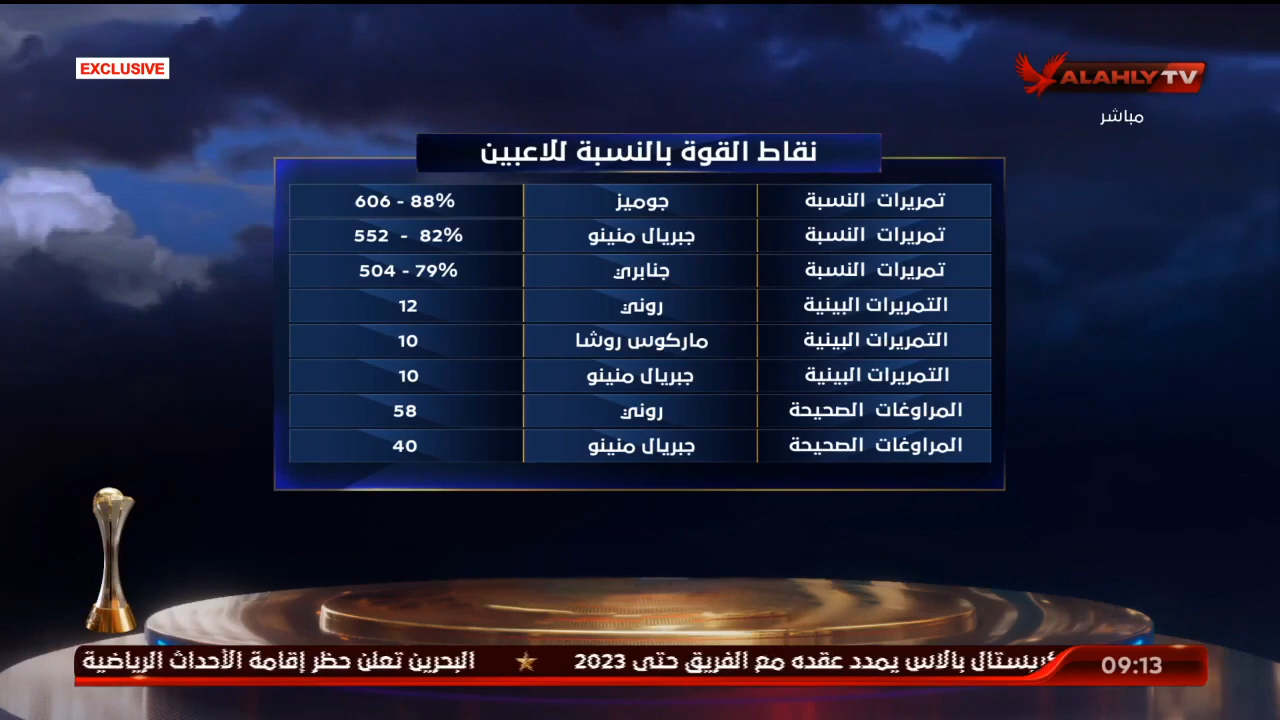 EXCLUSIVE
ALAHLY TV
مباشر
نقاط القوة بالنسبة للاعبين
تمريرات النسبة جوميز 606 - 88%
تمريرات النسبة جبريال منينو 552 - 82%
تمريرات النسبة جنابري 504 - 79%
التمريرات البينية روني 12
التمريرات البينية ماركوس روشا 10
التمريرات البينية جبريال منينو 10
المراوغات الصحيحة روني 58
المراوغات الصحيحة جبريال منينو 40
09:13
كريستال بالاس يمدد عقده مع الفريق حتى 2023 البحرين تعلن حظر إقامة الأحداث الرياضية